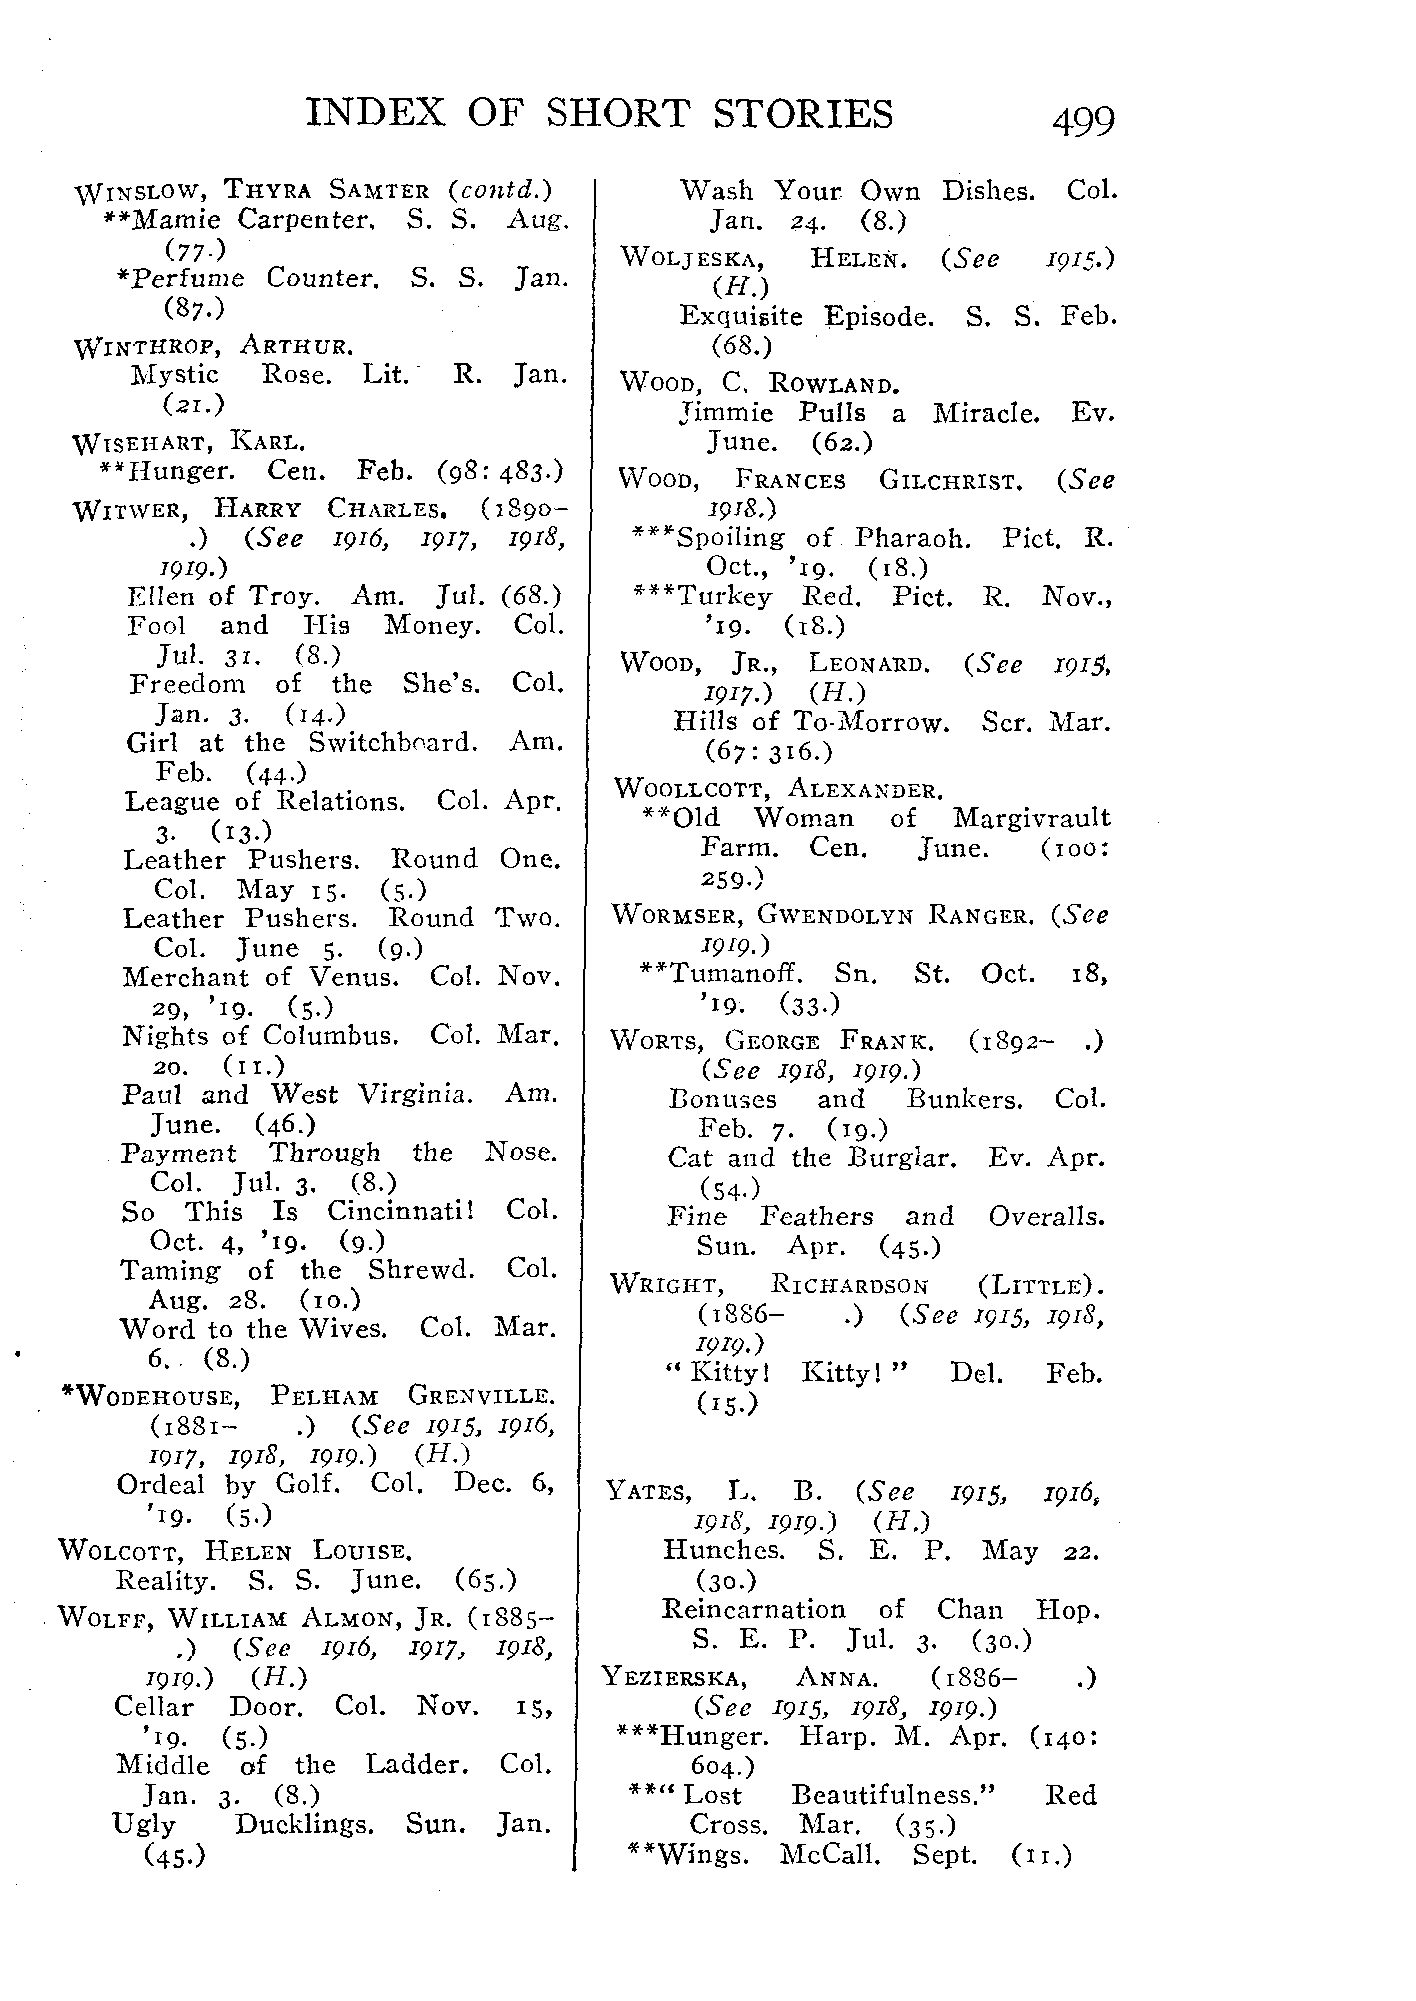 INDEX OF SHORT STORIES 499
WINSLOW, THYRA SAMTER (contd.)
**Mamie Carpenter. S. S. Aug.
(77.)
*Perfume Counter. S. S. Jan.
(87.)
WINTHROP, ARTHUR.
Mystic Rose. Lit. R. Jan.
(21.)
WISEHART, KARL.
**Hunger. Cen. Feb. (98: 483.)
WITWER, HARRY CHARLES. (1890–
.) (See 1916, 1917, 1918,
1919.)
Ellen of Troy. Am. Jul. (68.)
Fool and His Money. Col.
Jul. 31. (8.)
Freedom of the She's. Col.
Jan. 3. (14.)
Girl at the Switchboard. Am.
Feb. (44.)
League of Relations. Col. Apr.
3. (13.)
Leather Pushers. Round One.
Col. May 15. (5.)
Leather Pushers. Round Two.
Col. June 5. (9.)
Merchant of Venus. Col. Nov.
29, '19. (5.)
Nights of Columbus. Col. Mar.
20. (11.)
Paul and West Virginia. Am.
June. (46.)
Payment Through the Nose.
Col. Jul. 3. (8.)
So This Is Cincinnati! Col.
Oct. 4, '19. (9.)
Taming of the Shrewd. Col.
Aug. 28. (10.)
Word to the Wives. Col. Mar.
6. (8.)
*WODEHOUSE, PELHAM GRENVILLE.
(1881– .) (See 1915, 1916,
1917, 1918, 1919.) (H.)
Ordeal by Golf. Col. Dec. 6,
'19. (5.)
WOLCOTT, HELEN LOUISE.
Reality. S. S. June. (65.)
WOLFF, WILLIAM ALMON, JR. (1885–
.) (See 1916, 1917, 1918,
1919.) (H.)
Cellar Door. Col. Nov. 15,
'19. (5.)
Middle of the Ladder. Col.
Jan. 3. (8.)
Ugly Ducklings. Sun. Jan.
(45.)
Wash Your Own Dishes. Col.
Jan. 24. (8.)
WOLJESKA, HELEN. (See 1915.)
(H.)
Exquisite Episode. S. S. Feb.
(68.)
WOOD, C. ROWLAND.
Jimmie Pulls a Miracle. Ev.
June. (62.)
WOOD, FRANCES GILCHRIST. (See
1918.)
***Spoiling of Pharaoh. Pict. R.
Oct., '19. (18.)
***Turkey Red. Pict. R. Nov.,
'19. (18.)
WOOD, JR., LEONARD. (See 1915,
1917.) (H.)
Hills of To-Morrow. Scr. Mar.
(67: 316.)
WOOLLCOTT, ALEXANDER.
**Old Woman of Margivrault
Farm. Cen. June. (100:
259.)
WORMSER, GWENDOLYN RANGER. (See
1919.)
**Tumanoff. Sn. St. Oct. 18,
'19. (33.)
WORTS, GEORGE FRANK. (1892– .)
(See 1918, 1919.)
Bonuses and Bunkers. Col.
Feb. 7. (19.)
Cat and the Burglar. Ev. Apr.
(54.)
Fine Feathers and Overalls.
Sun. Apr. (45.)
WRIGHT, RICHARDSON (LITTLE).
(1886– .) (See 1915, 1918,
1919.)
“Kitty! Kitty!” Del. Feb.
(15.)
YATES, L. B. (See 1915, 1916,
1918, 1919.) (H.)
Hunches. S. E. P. May 22.
(30.)
Reincarnation of Chan Hop.
S. E. P. Jul. 3. (30.)
YEZIERSKA, ANNA. (1886– .)
(See 1915, 1918, 1919.)
***Hunger. Harp. M. Apr. (140:
604.)
**“Lost Beautifulness.” Red
Cross. Mar. (35.)
**Wings. McCall. Sept. (11.)